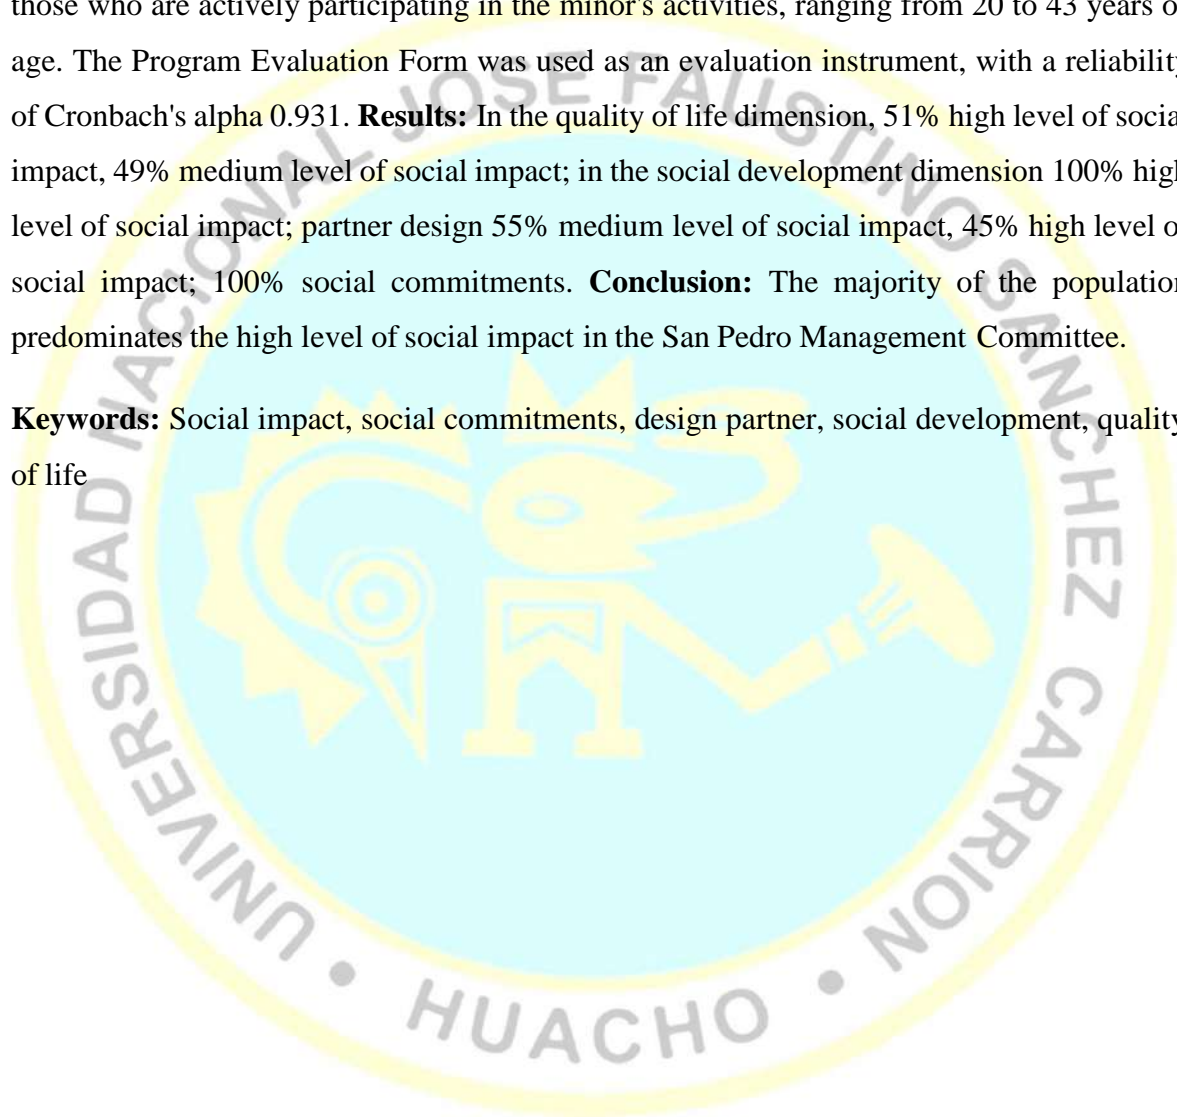 those who are actively participating in the minor's activities, ranging from 20 to 43 years o
age. The Program Evaluation Form was used as an evaluation instrument, with a reliability
of Cronbach's alpha 0.931. Results: In the quality of life dimension, 51% high level of socia
impact, 49% medium level of social impact; in the social development dimension 100% high
level of social impact; partner design 55% medium level of social impact, 45% high level o
social impact; 100% social commitments. Conclusion: The majority of the population
predominates the high level of social impact in the San Pedro Management Committee.
Keywords: Social impact, social commitments, design partner, social development, quality
of life
UNIVERSIDAD NACIONAL JOSE FAUSTINO SANCHEZ CARRION
• HUACHO •